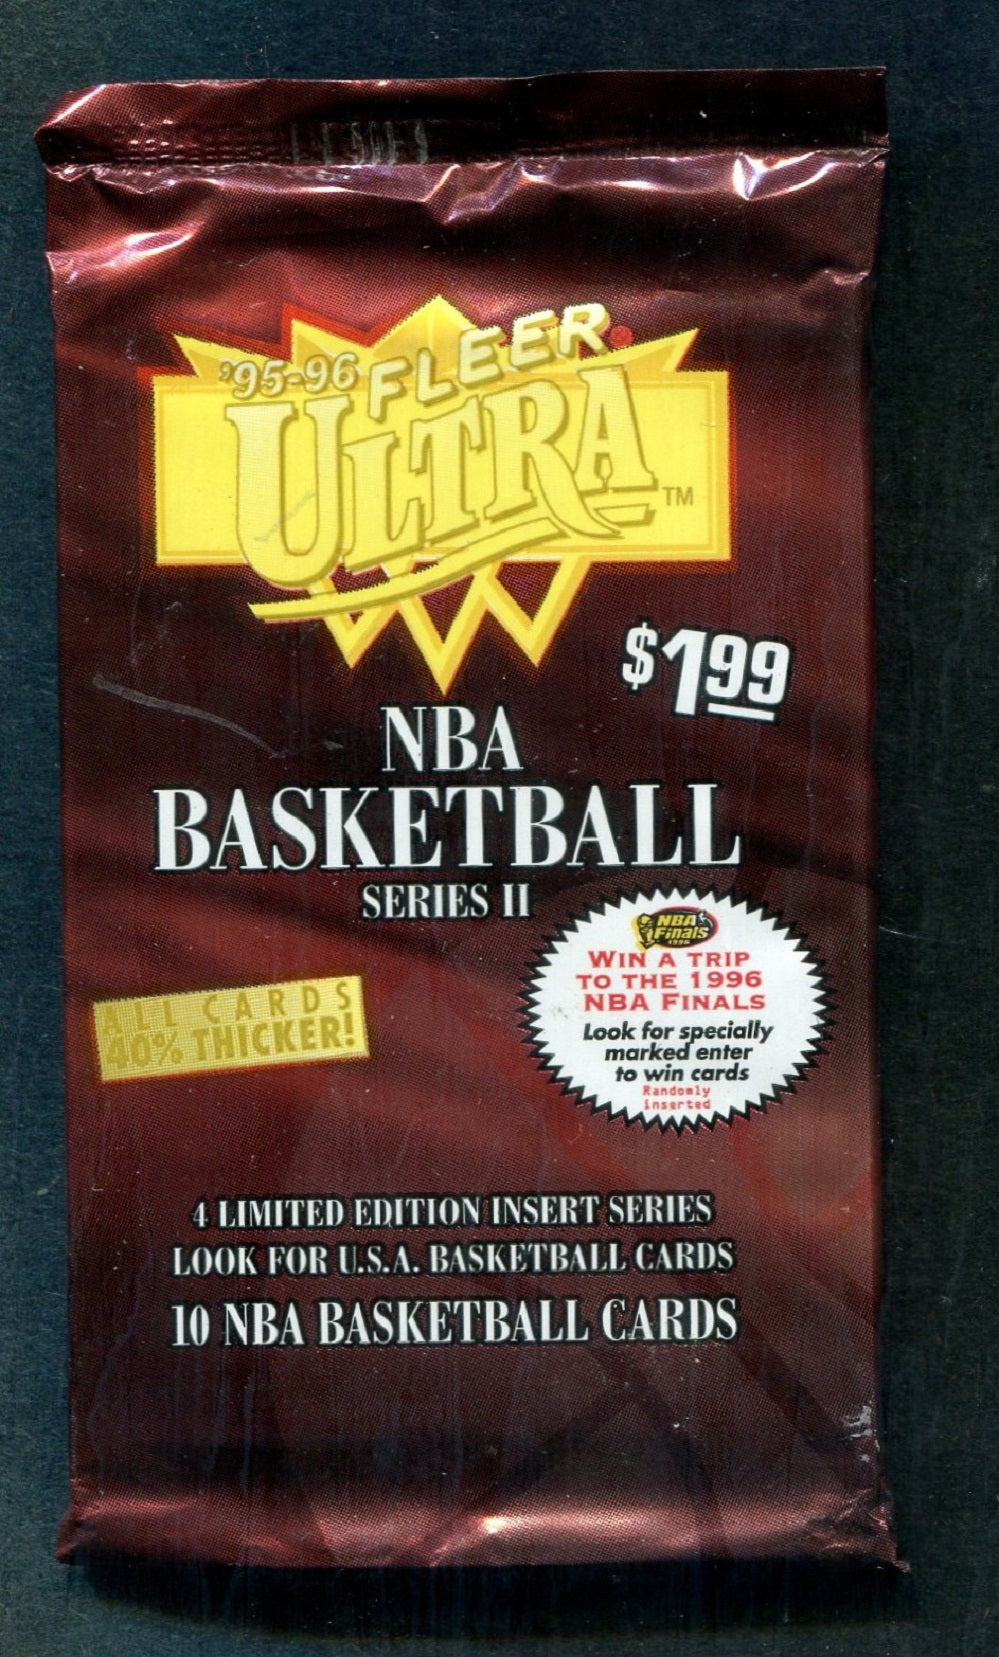 '95-96 FLEER
ULTRA™
$1.99
NBA
BASKETBALL
SERIES II
NBA
Finals
1996
WIN A TRIP
TO THE 1996
NBA FINALS
Look for specially
marked enter
to win cards
Randomly
inserted
ALL CARDS
40% THICKER!
4 LIMITED EDITION INSERT SERIES
LOOK FOR U.S.A. BASKETBALL CARDS
10 NBA BASKETBALL CARDS